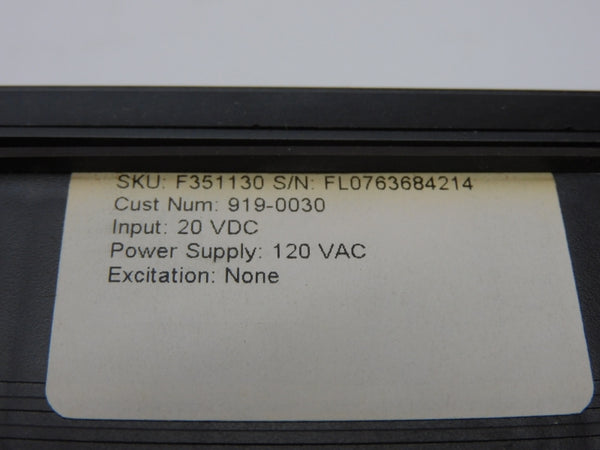 SKU: F351130 S/N: FL0763684214
Cust Num: 919-0030
Input: 20 VDC
Power Supply: 120 VAC
Excitation: None